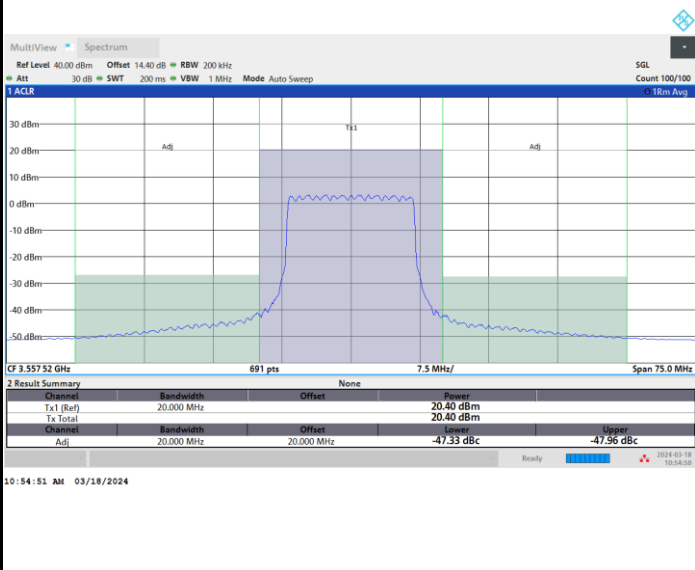 MultiView Spectrum
Ref Level 40.00 dBm Offset 14.40 dB RBW 200 kHz SGL
Att 30 dB SWT 200 ms VBW 1 MHz Mode Auto Sweep Count 100/100
1 ACLR 1Rm Avg
Tx1
Adj Adj
30 dBm
20 dBm
10 dBm
0 dBm
-10 dBm
-20 dBm
-30 dBm
-40 dBm
-50 dBm
CF 3.557 52 GHz 691 pts 7.5 MHz/ Span 75.0 MHz
2 Result Summary None
Channel Bandwidth Offset Power
Tx1 (Ref) 20.000 MHz 20.40 dBm
Tx Total 20.40 dBm
Channel Bandwidth Offset Lower Upper
Adj 20.000 MHz 20.000 MHz -47.33 dBc -47.96 dBc
Ready 2024-03-18
10:54:50
10:54:51 AM 03/18/2024